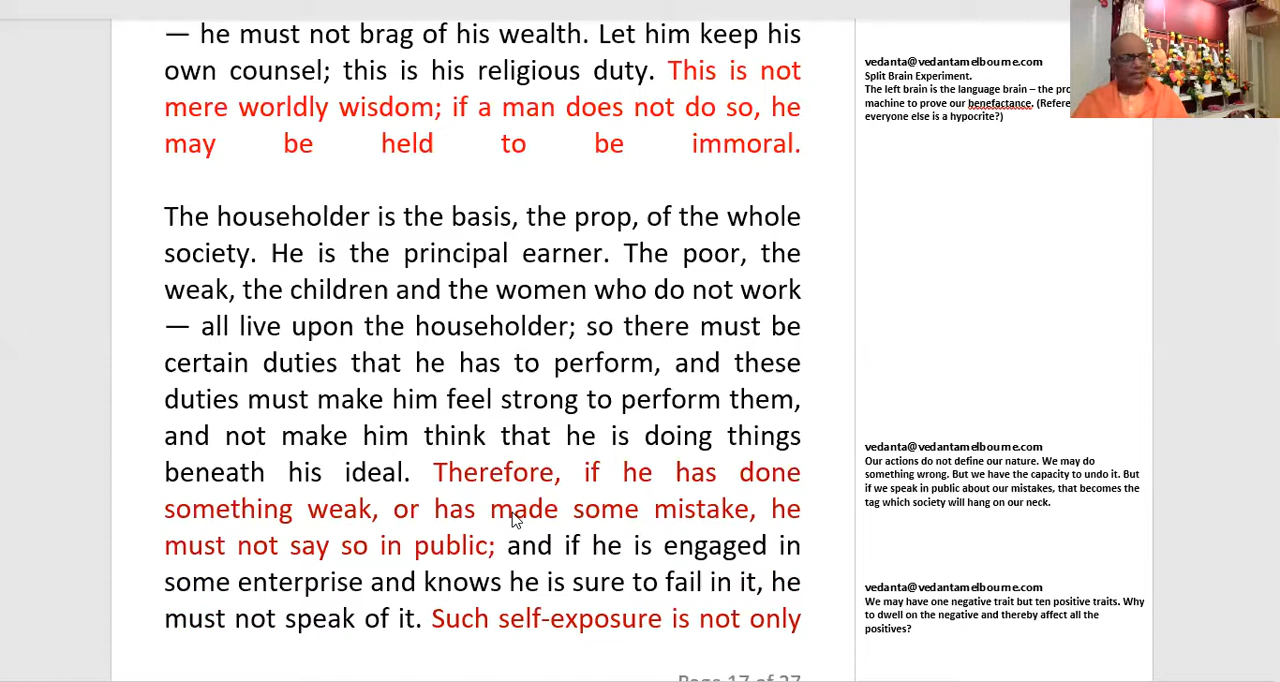 — he must not brag of his wealth. Let him keep his
own counsel; this is his religious duty. This is not
mere worldly wisdom; if a man does not do so, he
may be held to be immoral.
The householder is the basis, the prop, of the whole
society. He is the principal earner. The poor, the
weak, the children and the women who do not work
— all live upon the householder; so there must be
certain duties that he has to perform, and these
duties must make him feel strong to perform them,
and not make him think that he is doing things
beneath his ideal. Therefore, if he has done
something weak, or has made some mistake, he
must not say so in public; and if he is engaged in
some enterprise and knows he is sure to fail in it, he
must not speak of it. Such self-exposure is not only
Page 17 of 27
vedanta@vedantamelbourne.com
Split Brain Experiment.
The left brain is the language brain – the
machine to prove our benefactance.
everyone else is a hypocrite?)
vedanta@vedantamelbourne.com
Our actions do not define our nature. We may do
something wrong. But we have the capacity to undo it. But
if we speak in public about our mistakes, that becomes the
tag which society will hang on our neck.
vedanta@vedantamelbourne.com
We may have one negative trait but ten positive traits. Why
to dwell on the negative and thereby affect all the
positives?